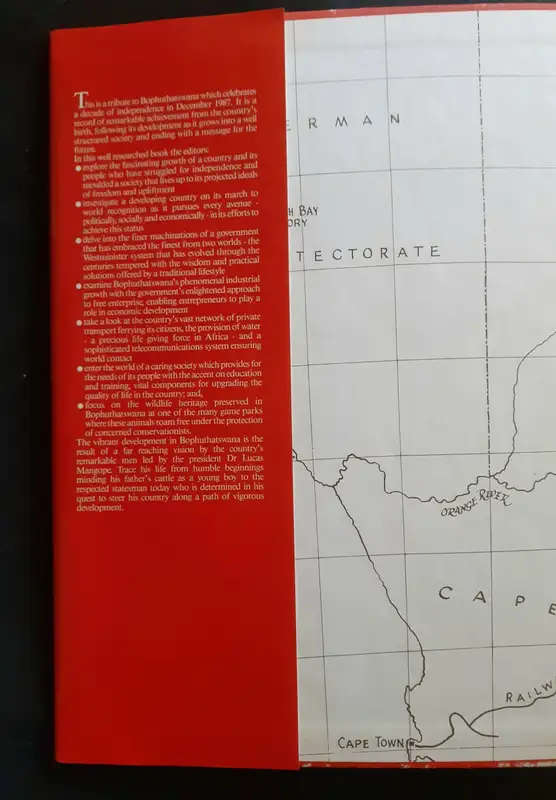 This is a tribute to Bophuthatswana which celebrates
a decade of independence in December 1987. It is a
record of remarkable achievement from the country's
birth, following its development as it grows into a well
structured society and ending with a message for the
future.
In this well researched book the editors:
● explore the fascinating growth of a country and its
people who have struggled for independence and
moulded a society that lives up to its projected ideals
of freedom and upliftment
● investigate a developing country on its march to
world recognition as it pursues every avenue -
politically, socially and economically - in its efforts to
achieve this status
● delve into the finer machinations of a government
that has embraced the finest from two worlds - the
Westminister system that has evolved through the
centuries tempered with the wisdom and practical
solutions offered by a traditional lifestyle
● examine Bophuthatswana's phenomenal industrial
growth with the government's enlightened approach
to free enterprise, enabling entrepreneurs to play a
role in economic development
● take a look at the country's vast network of private
transport ferrying its citizens, the provision of water
- a precious life giving force in Africa - and a
sophisticated telecommunications system ensuring
world contact
● enter the world of a caring society which provides for
the needs of its people with the accent on education
and training, vital components for upgrading the
quality of life in the country; and,
● focus on the wildlife heritage preserved in
Bophuthatswana at one of the many game parks
where these animals roam free under the protection
of concerned conservationists.
The vibrant development in Bophuthatswana is the
result of a far reaching vision by the country's
remarkable men led by the president Dr Lucas
Mangope. Trace his life from humble beginnings
minding his father's cattle as a young boy to the
respected statesman today who is determined in his
quest to steer his country along a path of vigorous
development.
ERMAN
H BAY
ORY
TECTORATE
ORANGE RIVER
CAPE
RAILW
CAPE TOWN